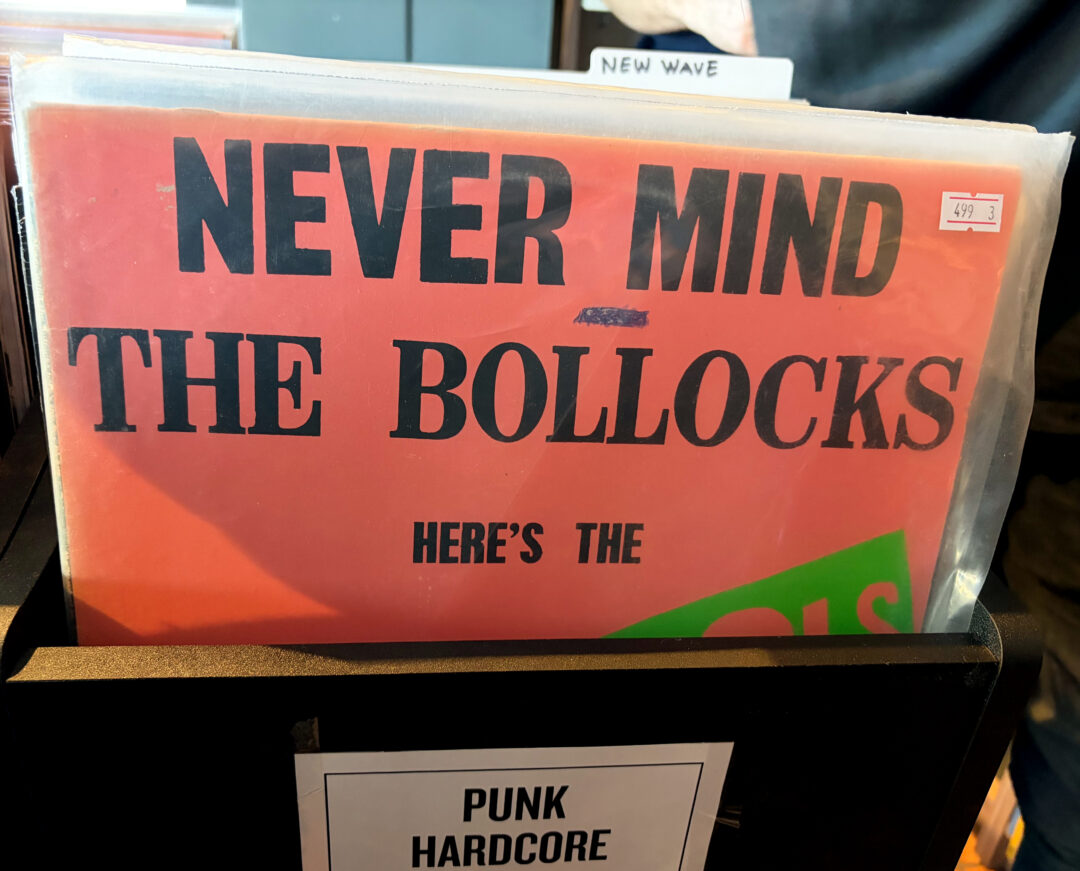 NEW WAVE
NEVER MIND
499 3
THE BOLLOCKS
HERE'S THE
PUNK
HARDCORE